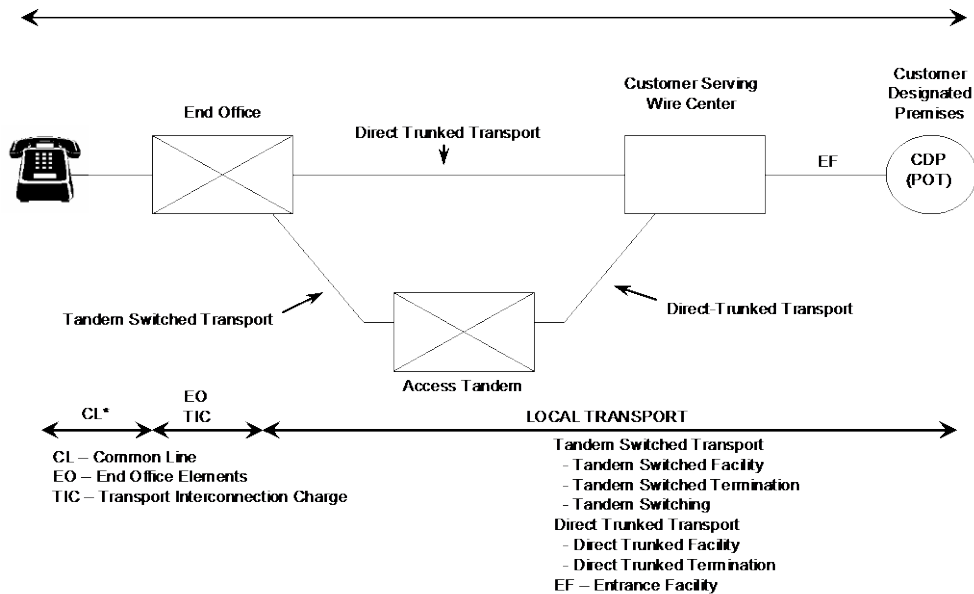 Customer
Designated
Premises
Customer Serving
Wire Center
End Office
Direct Trunked Transport
EF
CDP
(POT)
Tandem Switched Transport
Direct-Trunked Transport
Access Tandem
CL*
EO
TIC
LOCAL TRANSPORT
CL – Common Line
EO – End Office Elements
TIC – Transport Interconnection Charge
Tandem Switched Transport
- Tandem Switched Facility
- Tandem Switched Termination
- Tandem Switching
Direct Trunked Transport
- Direct Trunked Facility
- Direct Trunked Termination
EF – Entrance Facility